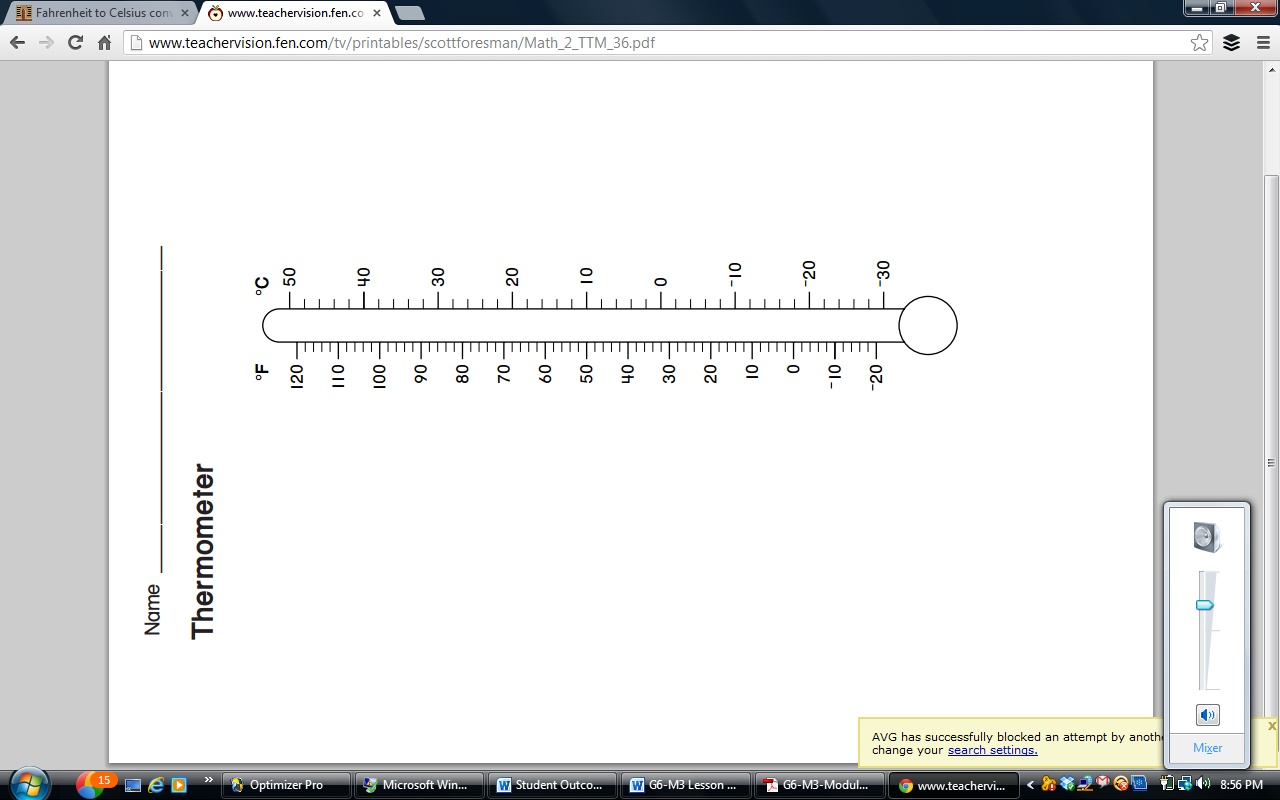 Fahrenheit to Celsius con
www.teachervision.fen.co
www.teachervision.fen.com/tv/printables/scottforesman/Math_2_TTM_36.pdf
Name
Thermometer
°C
50 40 30 20 10 0 -10 -20 -30
°F
120 110 100 90 80 70 60 50 40 30 20 10 0 -10 -20
AVG has successfully blocked an attempt by anothe
change your search settings.
Mixer
15
»
Optimizer Pro
Microsoft Win...
Student Outco...
G6-M3 Lesson ...
G6-M3-Modul...
www.teachervi...
8:56 PM